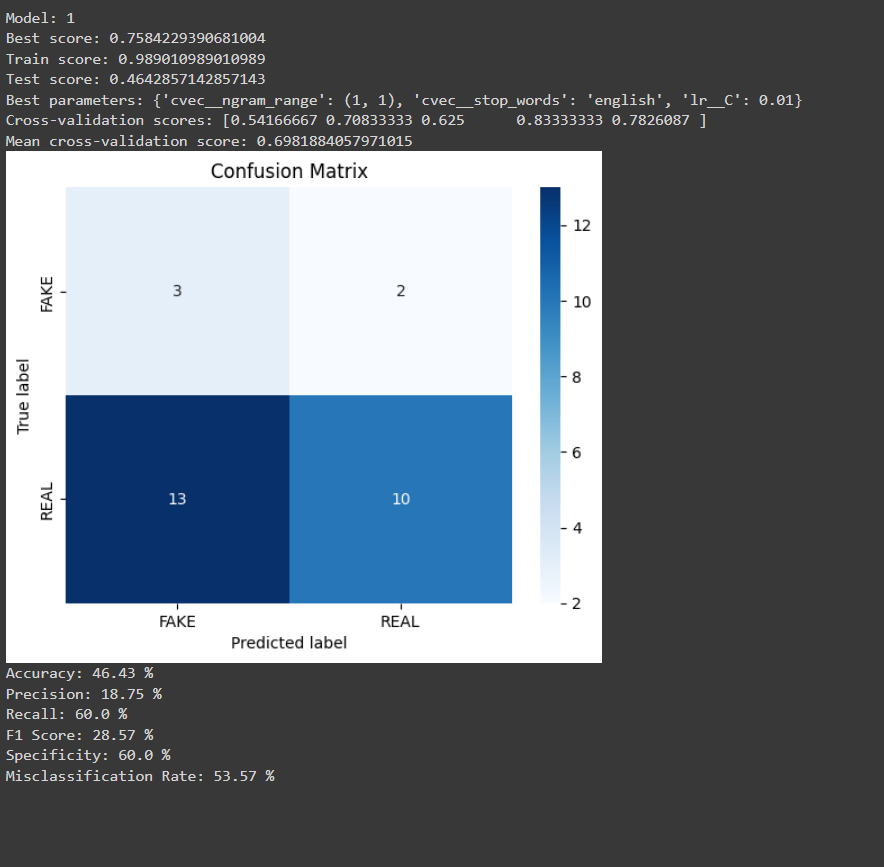 Model: 1
Best score: 0.7584229390681004
Train score: 0.989010989010989
Test score: 0.4642857142857143
Best parameters: {'cvec__ngram_range': (1, 1), 'cvec__stop_words': 'english', 'lr__C': 0.01}
Cross-validation scores: [0.54166667 0.70833333 0.625      0.83333333 0.7826087 ]
Mean cross-validation score: 0.6981884057971015
Confusion Matrix
12
FAKE
3
2
10
8
True label
6
REAL
13
10
4
2
FAKE
REAL
Predicted label
Accuracy: 46.43 %
Precision: 18.75 %
Recall: 60.0 %
F1 Score: 28.57 %
Specificity: 60.0 %
Misclassification Rate: 53.57 %